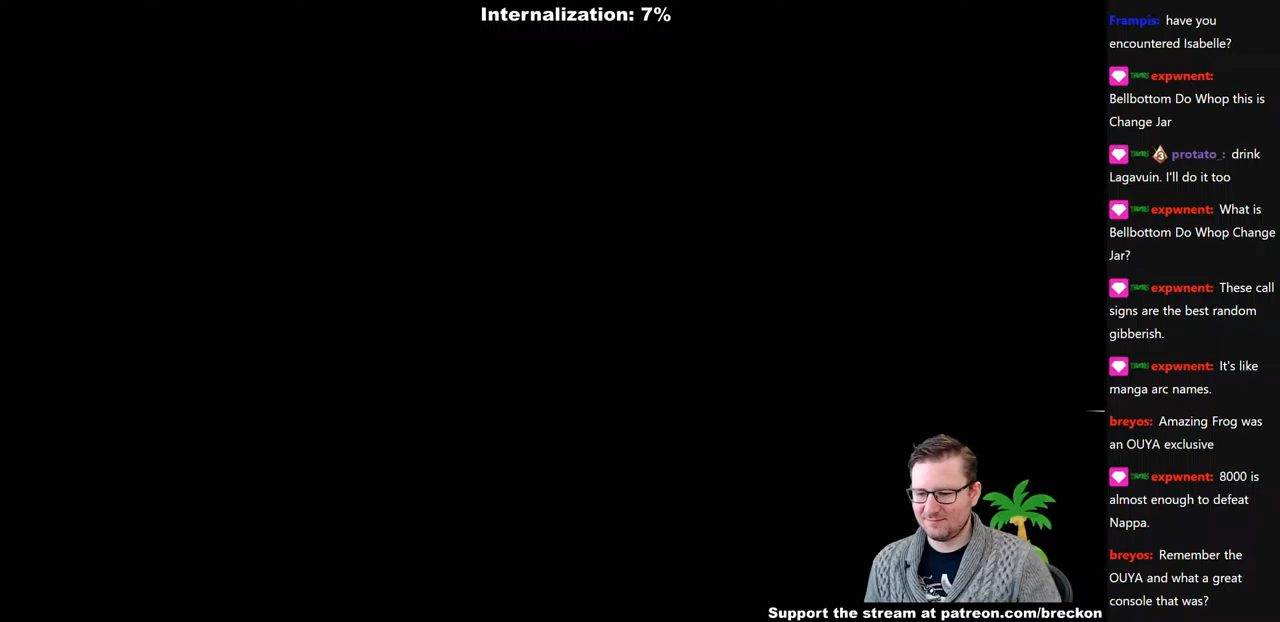 Internalization: 7%
Frampis: have you
encountered Isabelle?
expwnent:
Bellbottom Do Whop this is
Change Jar
protato_: drink
Lagavuin. I'll do it too
expwnent: What is
Bellbottom Do Whop Change
Jar?
expwnent: These call
signs are the best random
gibberish.
expwnent: It's like
manga arc names.
breyos: Amazing Frog was
an OUYA exclusive
expwnent: 8000 is
almost enough to defeat
Nappa.
breyos: Remember the
OUYA and what a great
console that was?
Support the stream at patreon.com/breckon